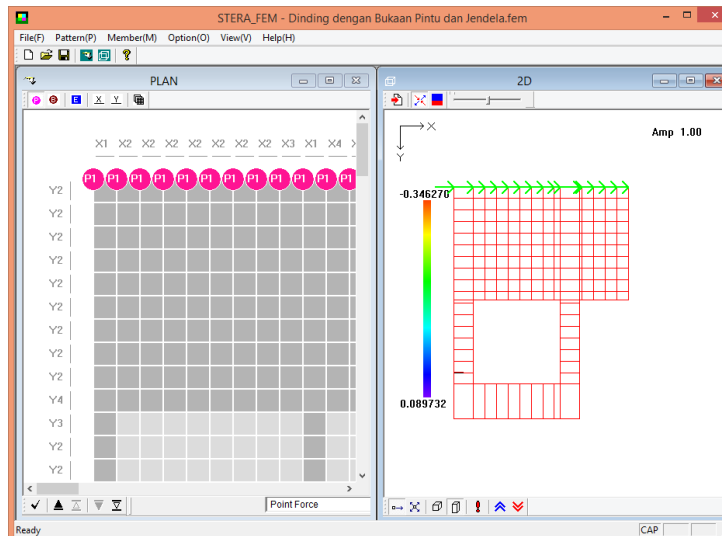 STERA_FEM - Dinding dengan Bukaan Pintu dan Jendela.fem
File(F) Pattern(P) Member(M) Option(O) View(V) Help(H)
PLAN
P S E X Y
X1 X2 X2 X2 X2 X2 X2 X2 X3 X1 X4
P1 P1 P1 P1 P1 P1 P1 P1 P1 P1 P1 P1
Y2
Y2
Y2
Y2
Y2
Y2
Y2
Y2
Y2
Y4
Y3
Y2
Y2
Point Force
2D
X
Y
Amp 1.00
-0.346270
0.089732
Ready
CAP